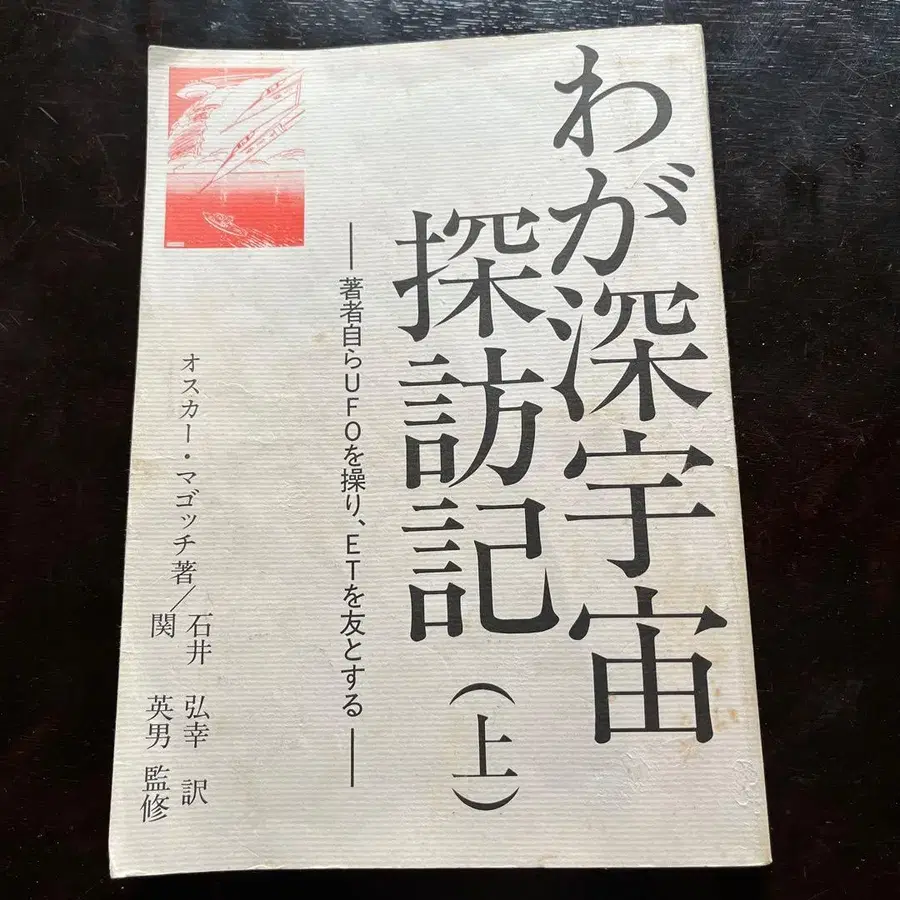 わが深宇宙
探訪記(上)
―著者自らUFOを操り、ETを友とする―
オスカー・マゴッチ著/
石井 弘幸 訳
関 英男 監修